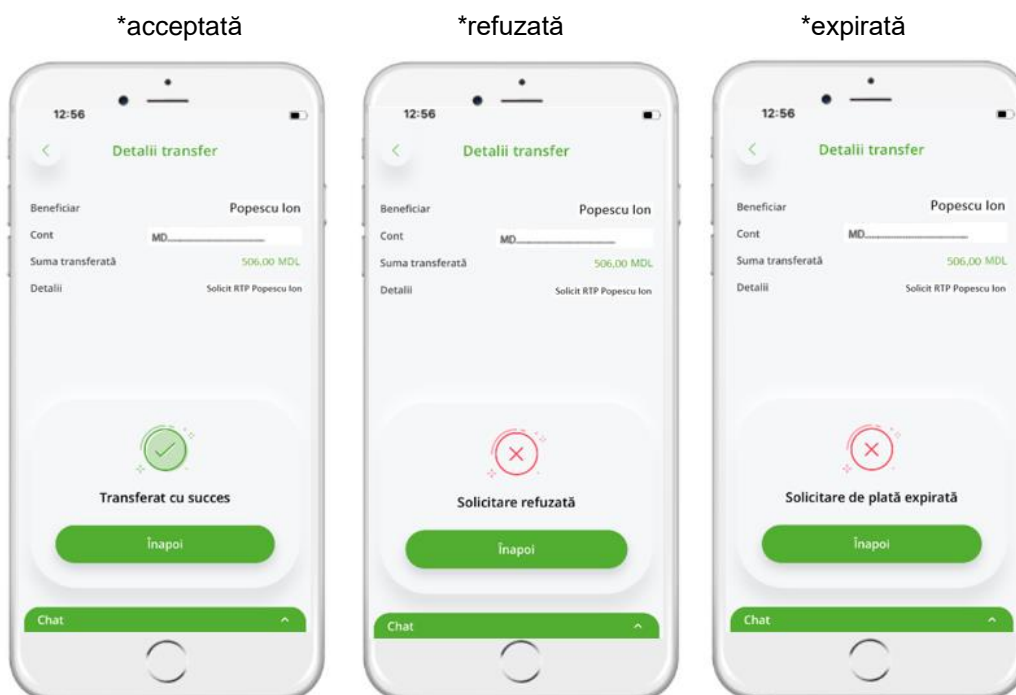 *acceptată
*refuzată
*expirată
12:56
Detalii transfer
Beneficiar Popescu Ion
Cont MD
Suma transferată 506,00 MDL
Detalii Solicit RTP Popescu Ion
Transferat cu succes
Înapoi
Chat
12:56
Detalii transfer
Beneficiar Popescu Ion
Cont MD
Suma transferată 506,00 MDL
Detalii Solicit RTP Popescu Ion
Solicitare refuzată
Înapoi
Chat
12:56
Detalii transfer
Beneficiar Popescu Ion
Cont MD
Suma transferată 506,00 MDL
Detalii Solicit RTP Popescu Ion
Solicitare de plată expirată
Înapoi
Chat